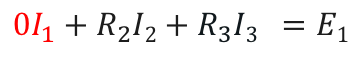 0I₁ + R₂I₂ + R₃I₃ = E₁